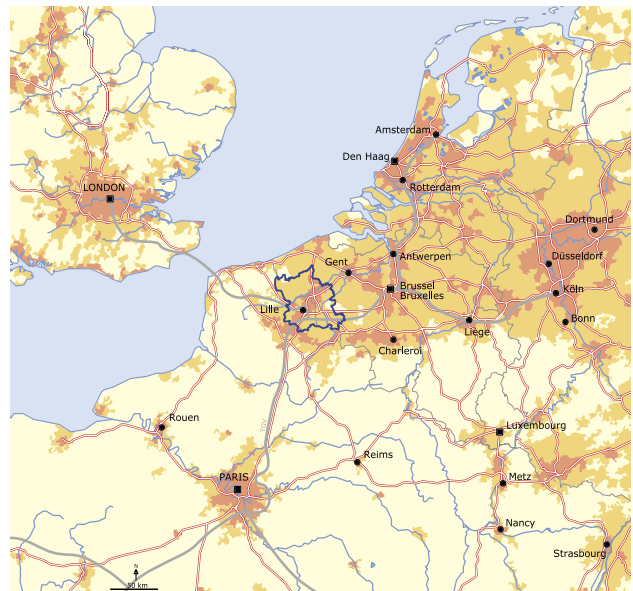 Amsterdam
Den Haag
LONDON
Rotterdam
Dortmund
Gent
Antwerpen
Düsseldorf
Brussel
Bruxelles
Köln
Lille
Liège
Bonn
Charleroi
Rouen
TGV
Luxembourg
Reims
PARIS
Metz
Nancy
Strasbourg
N
50 km